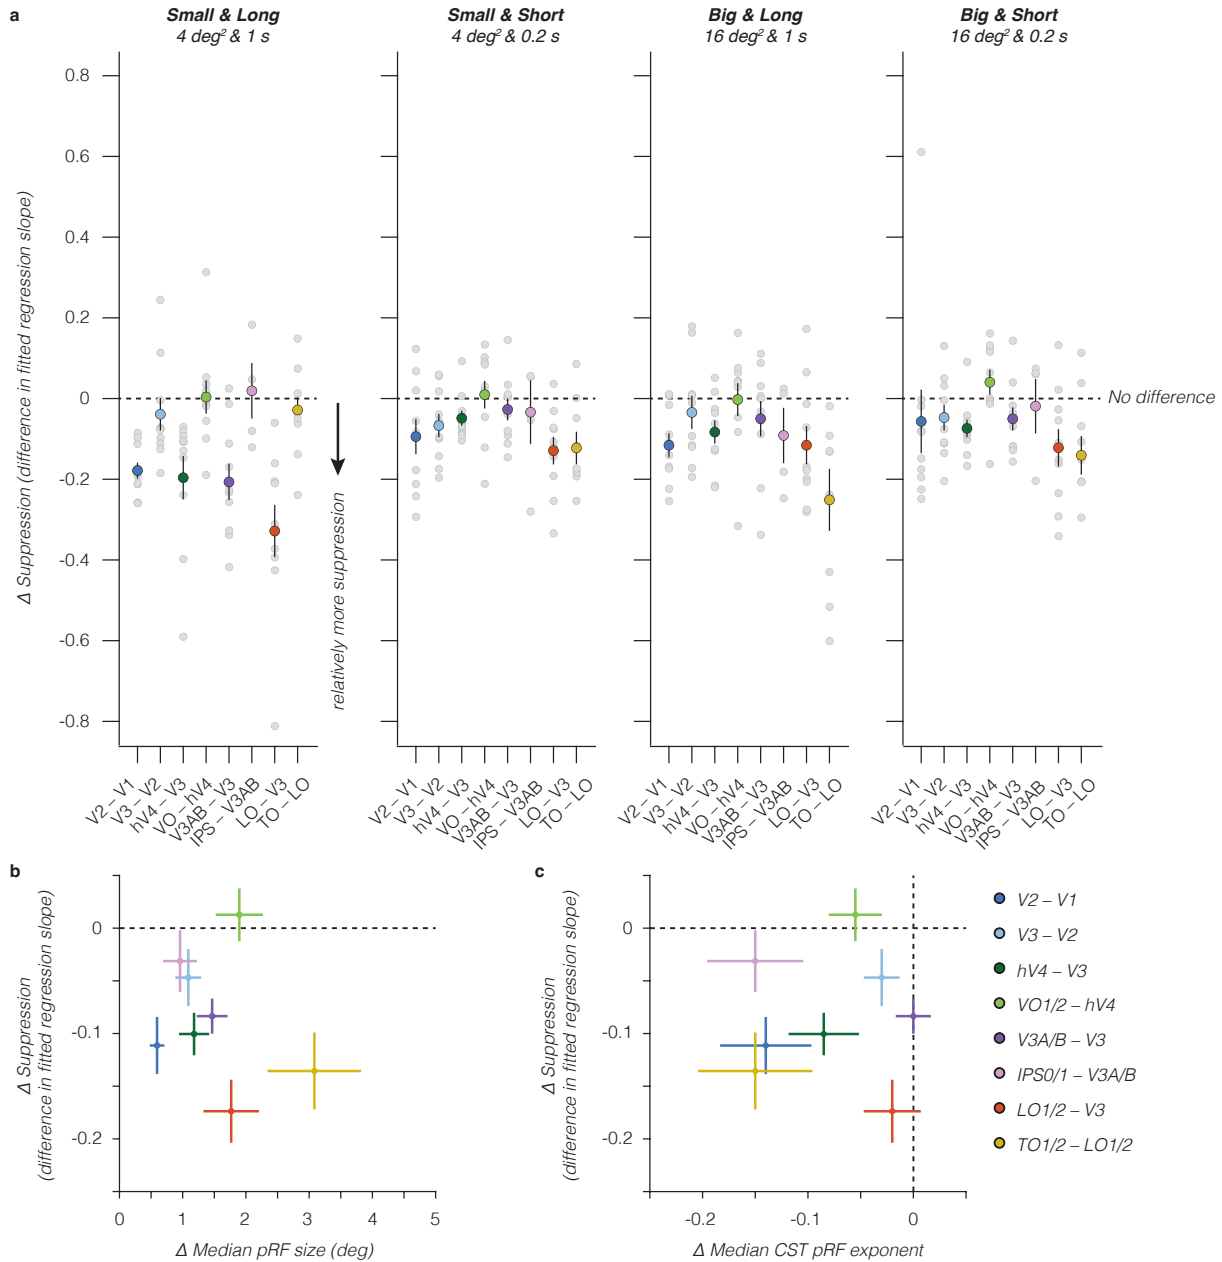 a
Small & Long
4 deg² & 1 s
Small & Short
4 deg² & 0.2 s
Big & Long
16 deg² & 1 s
Big & Short
16 deg² & 0.2 s
Δ Suppression (difference in fitted regression slope)
0.8
0.6
0.4
0.2
0
-0.2
-0.4
-0.6
-0.8
No difference
relatively more suppression
V2 – V1
V3 – V2
hV4 – V3
VO – hV4
V3AB – V3
IPS – V3AB
LO – V3
TO – LO
V2 – V1
V3 – V2
hV4 – V3
VO – hV4
V3AB – V3
IPS – V3AB
LO – V3
TO – LO
V2 – V1
V3 – V2
hV4 – V3
VO – hV4
V3AB – V3
IPS – V3AB
LO – V3
TO – LO
V2 – V1
V3 – V2
hV4 – V3
VO – hV4
V3AB – V3
IPS – V3AB
LO – V3
TO – LO
b
Δ Suppression
(difference in fitted regression slope)
0
-0.1
-0.2
0 1 2 3 4 5
Δ Median pRF size (deg)
c
Δ Suppression
(difference in fitted regression slope)
0
-0.1
-0.2
-0.2 -0.1 0
Δ Median CST pRF exponent
V2 – V1
V3 – V2
hV4 – V3
VO1/2 – hV4
V3A/B – V3
IPS0/1 – V3A/B
LO1/2 – V3
TO1/2 – LO1/2